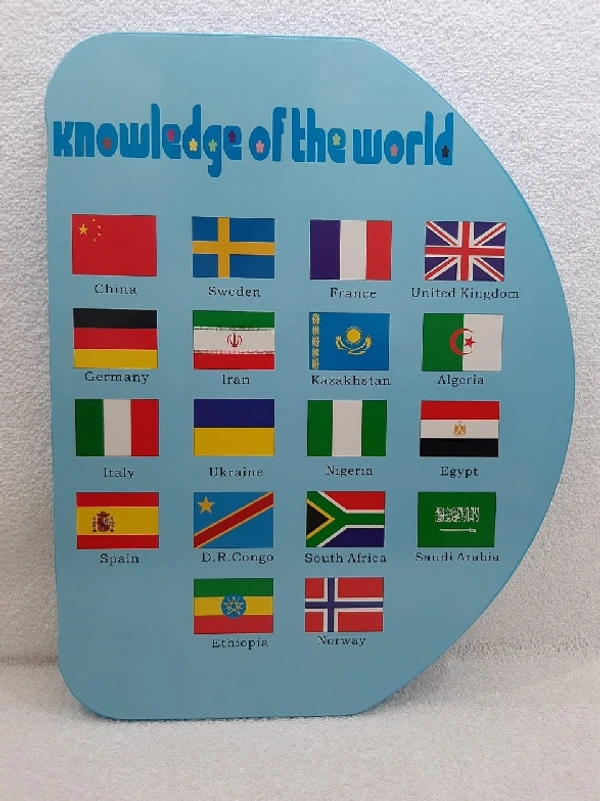 knowledge of the world
China Sweden France United Kingdom
Germany Iran Kazakhstan Algeria
Italy Ukraine Nigeria Egypt
Spain D.R.Congo South Africa Saudi Arabia
Ethiopia Norway